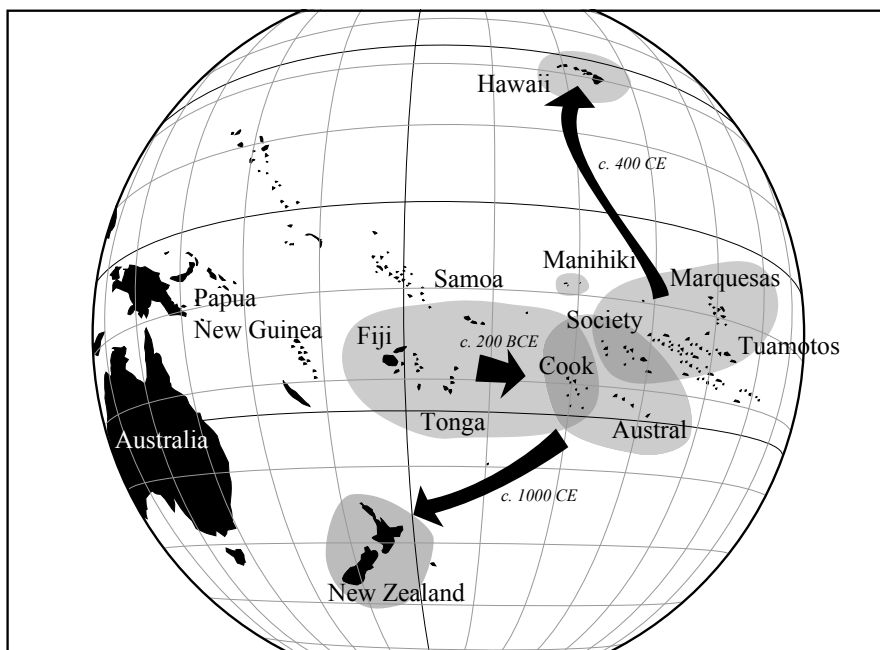 Hawaii
c. 400 CE
Manihiki
Marquesas
Samoa
Papua
New Guinea
Society
Fiji
c. 200 BCE
Tuamotos
Cook
Tonga
Austral
Australia
c. 1000 CE
New Zealand